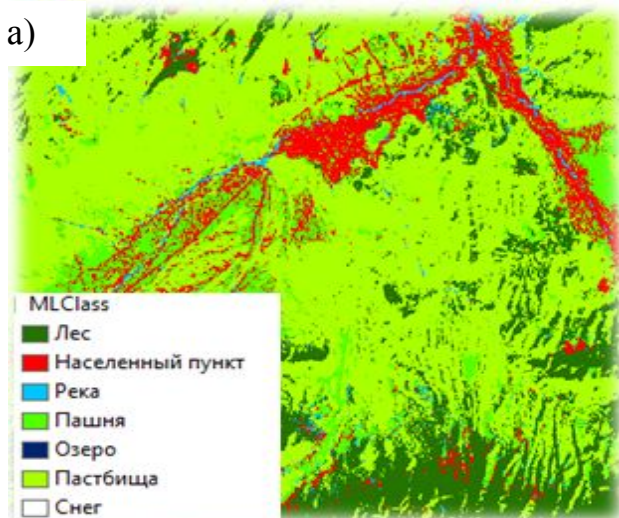 а)
MLClass
Лес
Населенный пункт
Река
Пашня
Озеро
Пастбища
Снег